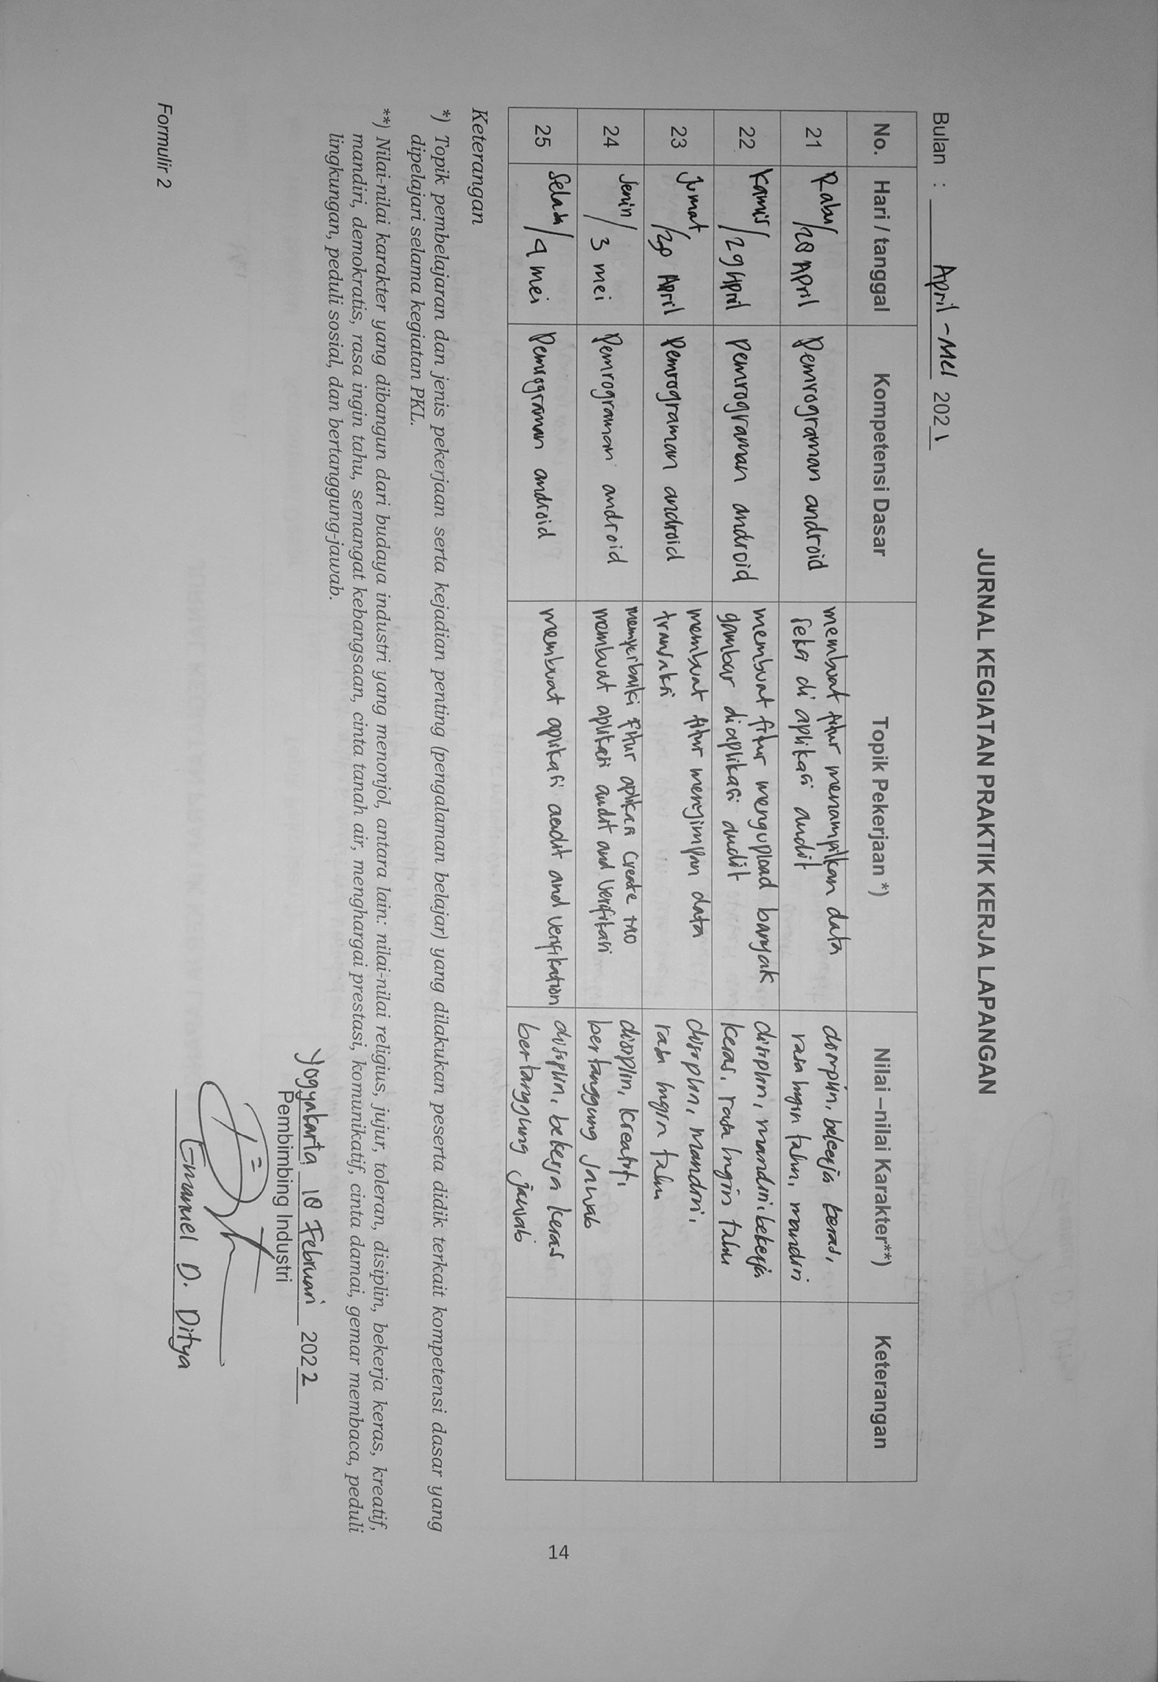 JURNAL KEGIATAN PRAKTIK KERJA LAPANGAN
Bulan : April - Mei 2021
No. Hari / tanggal Kompetensi Dasar Topik Pekerjaan *) Nilai –nilai Karakter**) Keterangan
21 Rabu/28 April Pemrograman android membuat fitur menampilkan data disiplin, bekerja keras,
reka di aplikasi audit rasa ingin tahu, mandiri
22 Kamis/29 April pemrograman android membuat fitur mengupload banyak disiplin, mandiri, bekerja
gambar diaplikasi audit keras, rasa ingin tahu
23 Jumat/30 April Pemrograman android membuat fitur menyimpan data disiplin, mandiri,
transaksi rasa ingin tahu
24 Senin/3 mei Pemrograman android memperbaiki fitur aplikasi Create
membuat aplikasi audit and Verifikasi disiplin, kreatif,
bertanggung jawab
25 Selasa/4 mei Pemrograman android membuat aplikasi audit and verifikation disiplin, bekerja keras
bertanggung jawab
Keterangan
*) Topik pembelajaran dan jenis pekerjaan serta kejadian penting (pengalaman belajar) yang dilakukan peserta didik terkait kompetensi dasar yang
dipelajari selama kegiatan PKL.
**) Nilai-nilai karakter yang dibangun dari budaya industri yang menonjol, antara lain: nilai-nilai religius, jujur, toleran, disiplin, bekerja keras, kreatif,
mandiri, demokratis, rasa ingin tahu, semangat kebangsaan, cinta tanah air, menghargai prestasi, komunikatif, cinta damai, gemar membaca, peduli
lingkungan, peduli sosial, dan bertanggung-jawab.
Yogyakarta 18 Februari 2022
Pembimbing Industri
Emanuel D. Ditya
Formulir 2
14